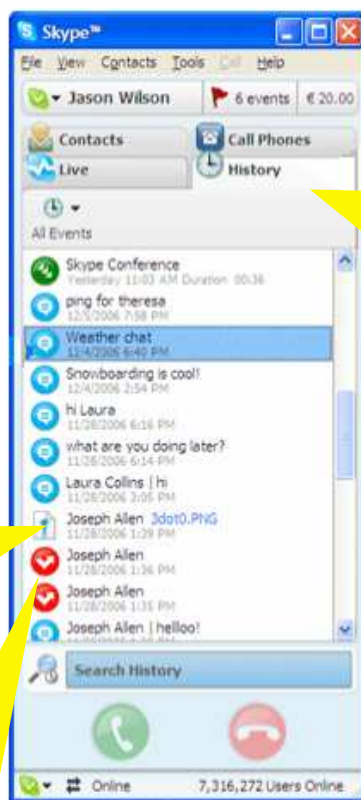 Skype™
File View Contacts Tools Call Help
Jason Wilson 6 events € 20.00
Contacts Call Phones
Live History
All Events
Skype Conference
Yesterday 11:03 AM Duration 00:36
ping for theresa
12/5/2006 7:58 PM
Weather chat
12/4/2006 6:40 PM
Snowboarding is cool!
12/4/2006 2:54 PM
hi Laura
11/28/2006 6:16 PM
what are you doing later?
11/28/2006 6:14 PM
Laura Collins | hi
11/28/2006 2:05 PM
Joseph Allen 3dot0.PNG
11/28/2006 1:39 PM
Joseph Allen
11/28/2006 1:36 PM
Joseph Allen
11/28/2006 1:35 PM
Joseph Allen | helloo!
Search History
Online 7,316,272 Users Online